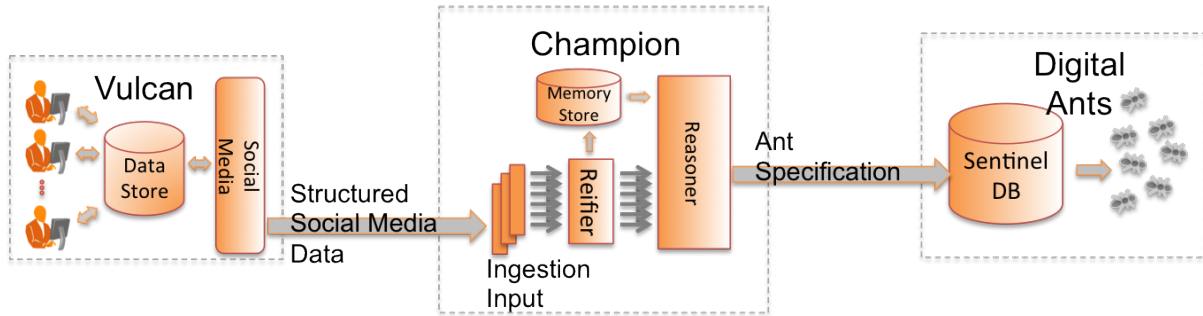 Vulcan
Data
Store
Social
Media
Structured
Social Media
Data
Champion
Memory
Store
Ingestion
Input
Reifier
Reasoner
Ant
Specification
Digital
Ants
Sentinel
DB